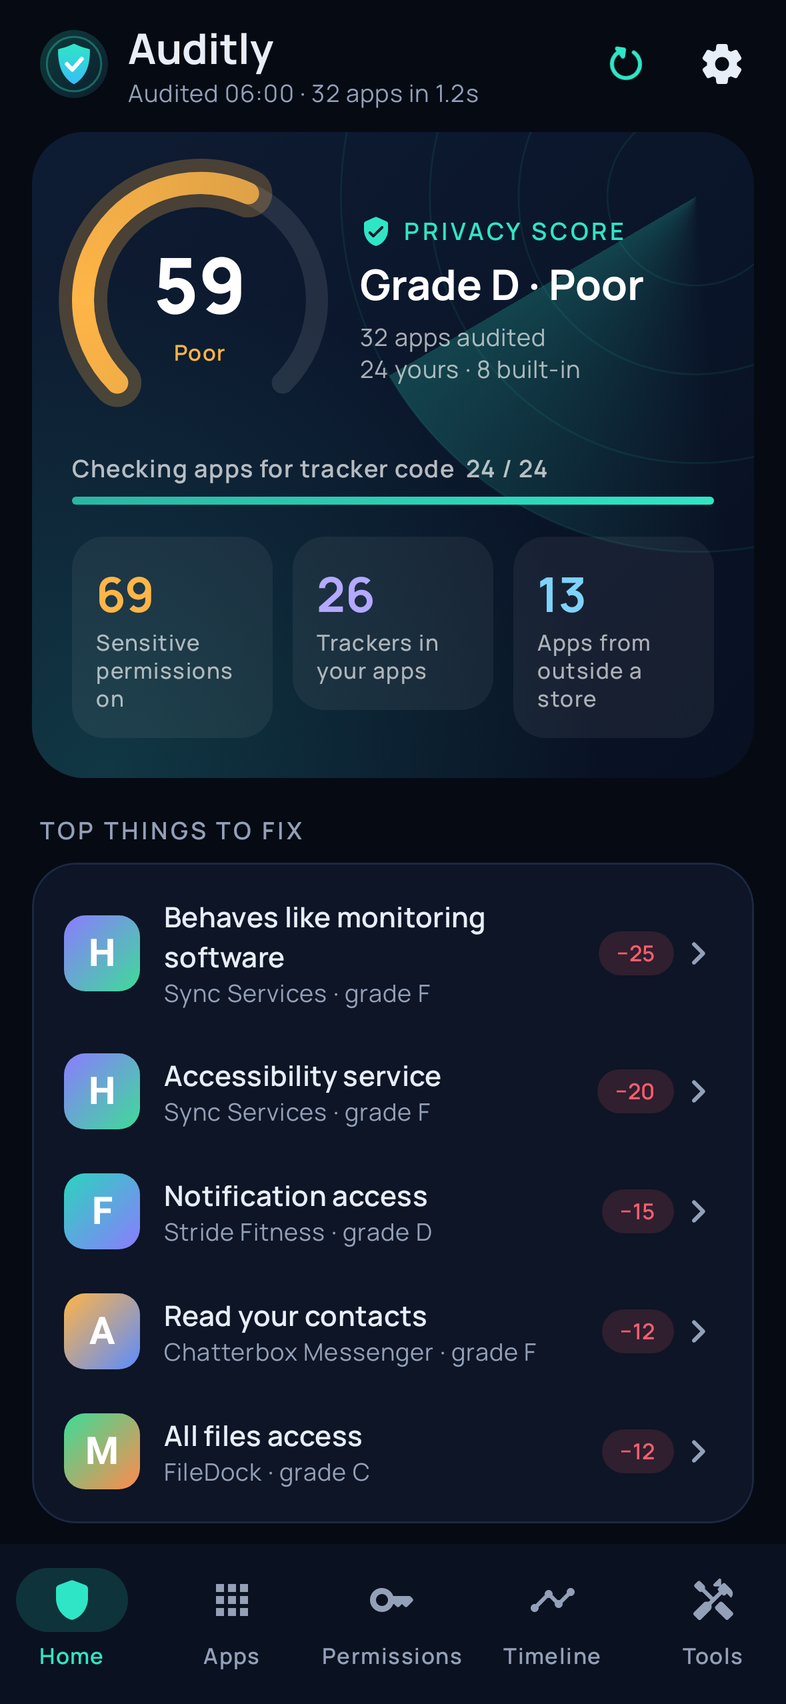 Auditly
Audited 06:00 · 32 apps in 1.2s
59
Poor
PRIVACY SCORE
Grade D · Poor
32 apps audited
24 yours · 8 built-in
Checking apps for tracker code 24 / 24
69
Sensitive
permissions
on
26
Trackers in
your apps
13
Apps from
outside a
store
TOP THINGS TO FIX
H
Behaves like monitoring
software
Sync Services · grade F
−25
H
Accessibility service
Sync Services · grade F
−20
F
Notification access
Stride Fitness · grade D
−15
A
Read your contacts
Chatterbox Messenger · grade F
−12
M
All files access
FileDock · grade C
−12
Home
Apps
Permissions
Timeline
Tools